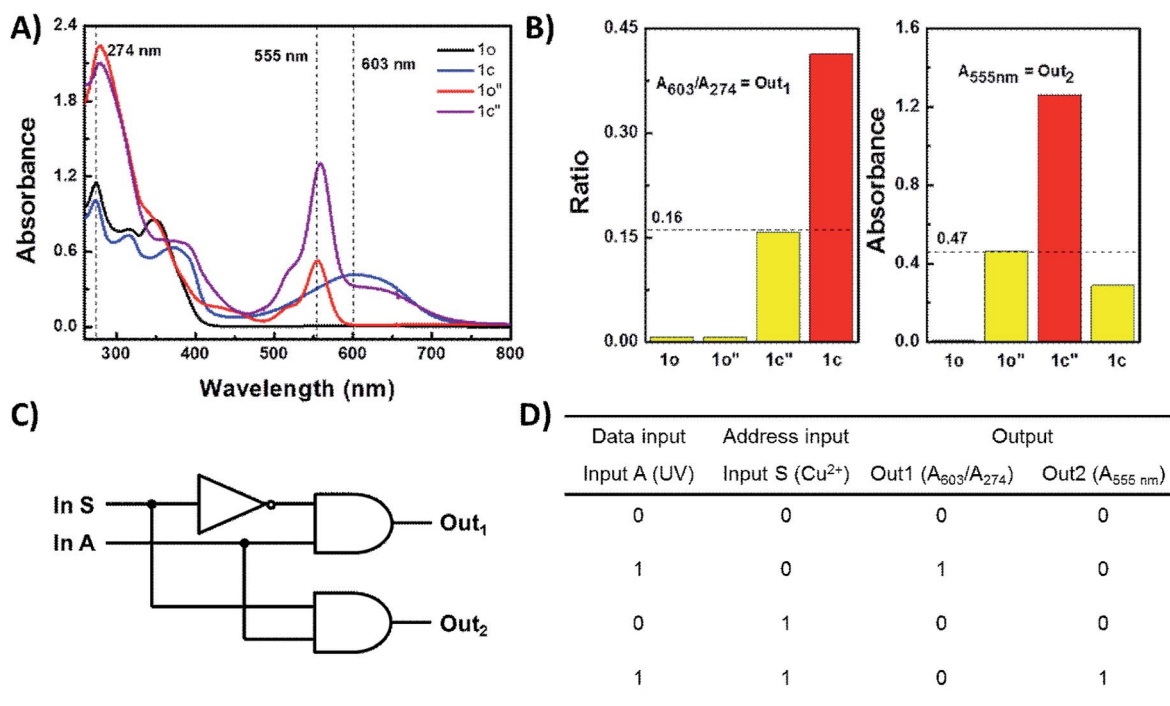 A)
2.4
1.8
1.2
0.6
0.0
Absorbance
274 nm
555 nm
603 nm
1o
1c
1o"
1c"
300 400 500 600 700 800
Wavelength (nm)
B)
0.45
0.30
0.15
0.00
Ratio
A603/A274 = Out1
0.16
1o 1o" 1c" 1c
1.6
1.2
0.8
0.4
0.0
Absorbance
A555nm = Out2
0.47
1o 1o" 1c" 1c
C)
In S
In A
Out1
Out2
D)
Data input Address input Output
Input A (UV) Input S (Cu2+) Out1 (A603/A274) Out2 (A555 nm)
0 0 0 0
1 0 1 0
0 1 0 0
1 1 0 1